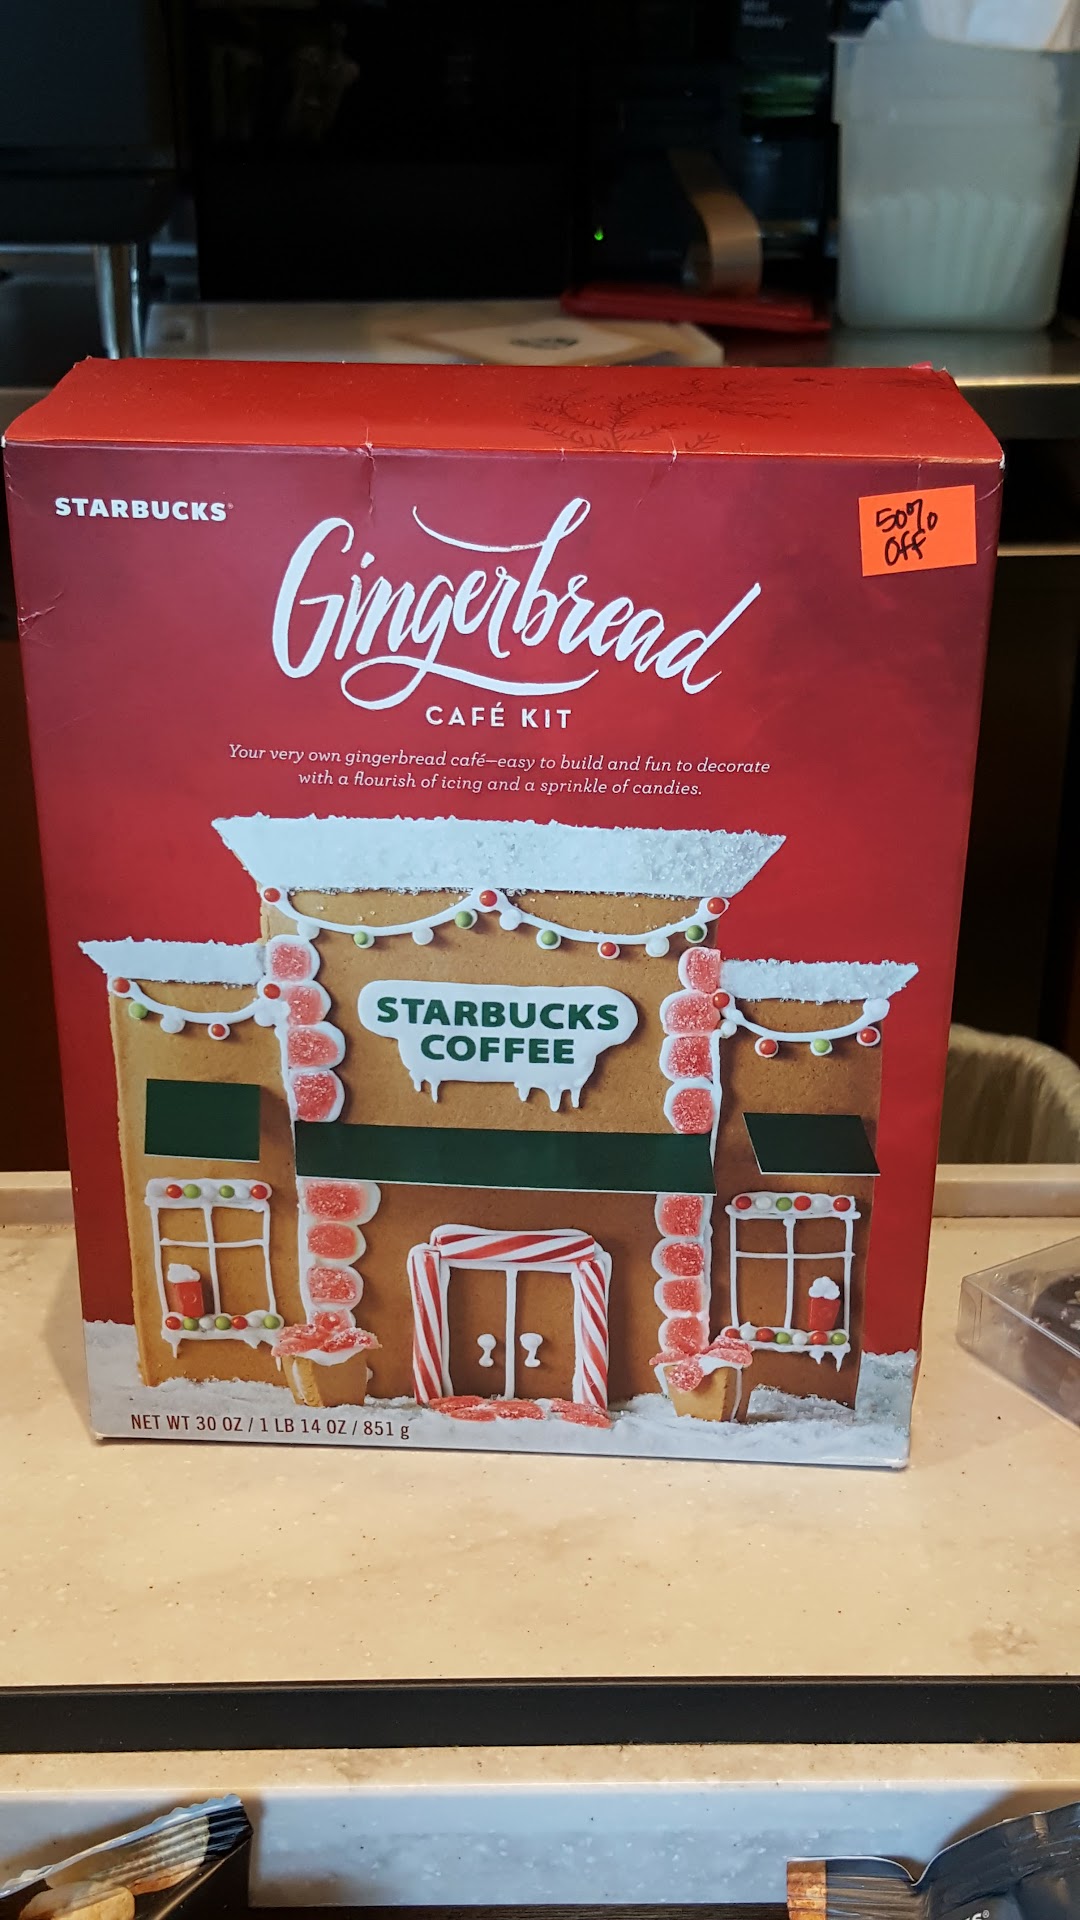 STARBUCKS®
50% off
Gingerbread
CAFÉ KIT
Your very own gingerbread café—easy to build and fun to decorate
with a flourish of icing and a sprinkle of candies.
STARBUCKS
COFFEE
NET WT 30 OZ / 1 LB 14 OZ / 851 g